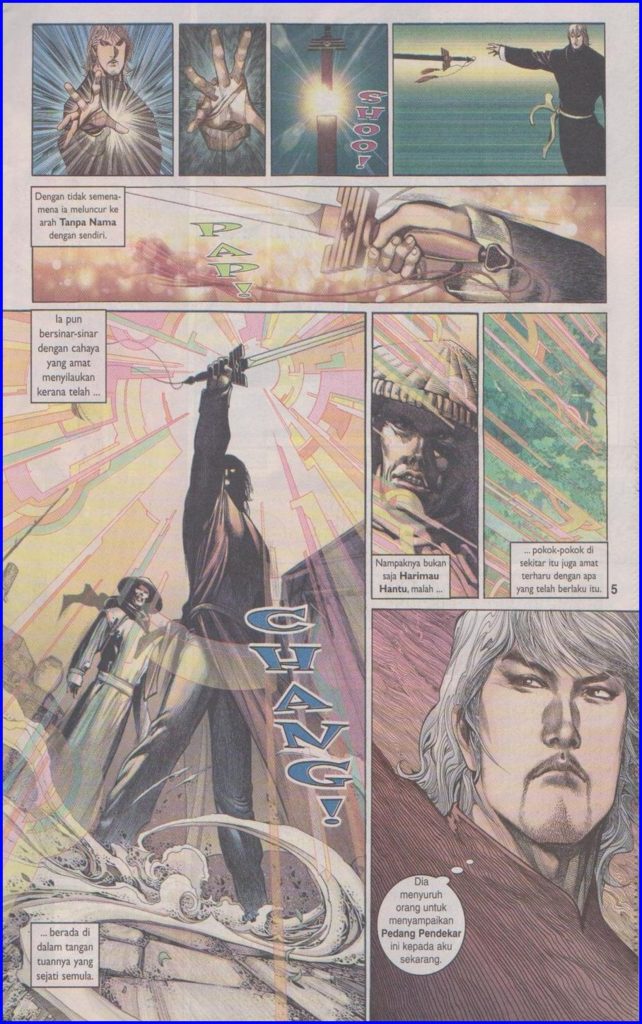 SHOO!
Dengan tidak semena-
mena ia meluncur ke
arah Tanpa Nama
dengan sendiri.
PAP!
PAP!
Ia pun
bersinar-sinar
dengan cahaya
yang amat
menyilaukan
kerana telah ...
CHANG!
... berada di
dalam tangan
tuannya yang
sejati semula.
Nampaknya bukan
saja Harimau
Hantu, malah ...
... pokok-pokok di
sekitar itu juga amat
terharu dengan apa
yang telah berlaku itu.
5
Dia
menyuruh
orang untuk
menyampaikan
Pedang Pendekar
ini kepada aku
sekarang.